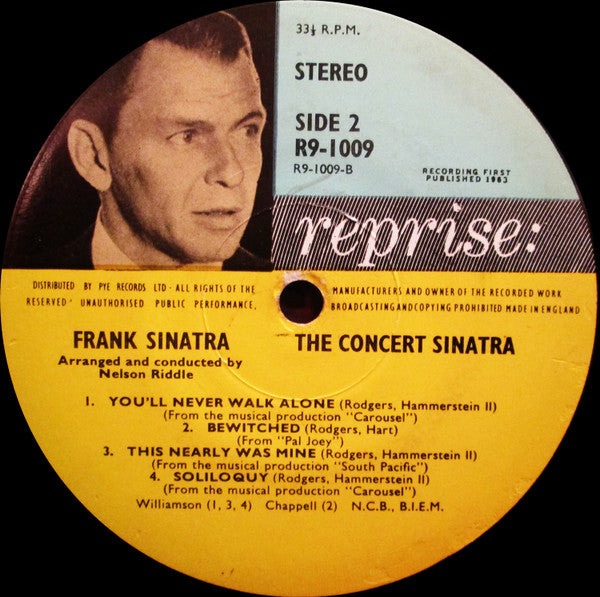 33⅓ R.P.M.
STEREO
SIDE 2
R9-1009
R9-1009-B
RECORDING FIRST
PUBLISHED 1963
reprise:
DISTRIBUTED BY PYE RECORDS LTD · ALL RIGHTS OF THE MANUFACTURERS AND OWNER OF THE RECORDED WORK
RESERVED · UNAUTHORISED PUBLIC PERFORMANCE, BROADCASTING AND COPYING PROHIBITED MADE IN ENGLAND
FRANK SINATRA THE CONCERT SINATRA
Arranged and conducted by
Nelson Riddle
1. YOU'LL NEVER WALK ALONE (Rodgers, Hammerstein II)
(From the musical production "Carousel")
2. BEWITCHED (Rodgers, Hart)
(From "Pal Joey")
3. THIS NEARLY WAS MINE (Rodgers, Hammerstein II)
(From the musical production "South Pacific")
4. SOLILOQUY (Rodgers, Hammerstein II)
(From the musical production "Carousel")
Williamson (1, 3, 4) Chappell (2) N.C.B., B.I.E.M.